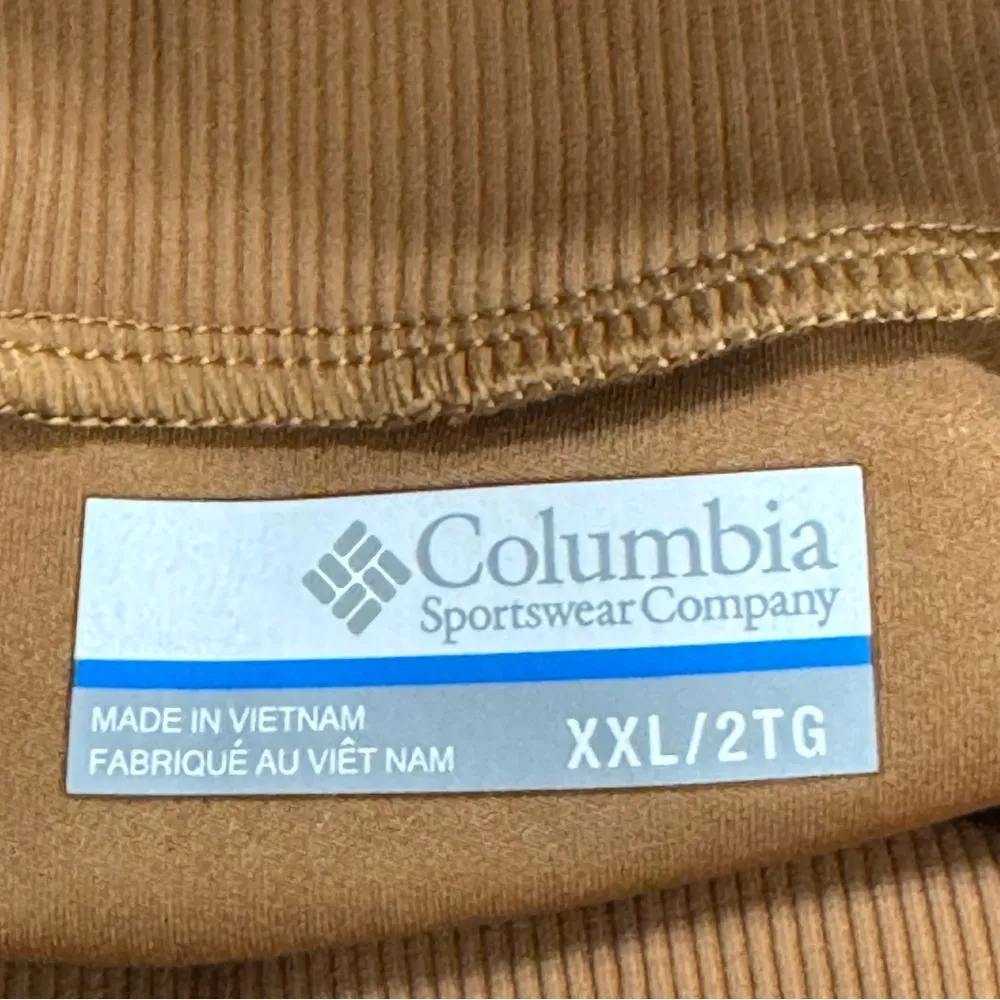 Columbia
Sportswear Company
MADE IN VIETNAM
FABRIQUÉ AU VIÊT NAM
XXL/2TG